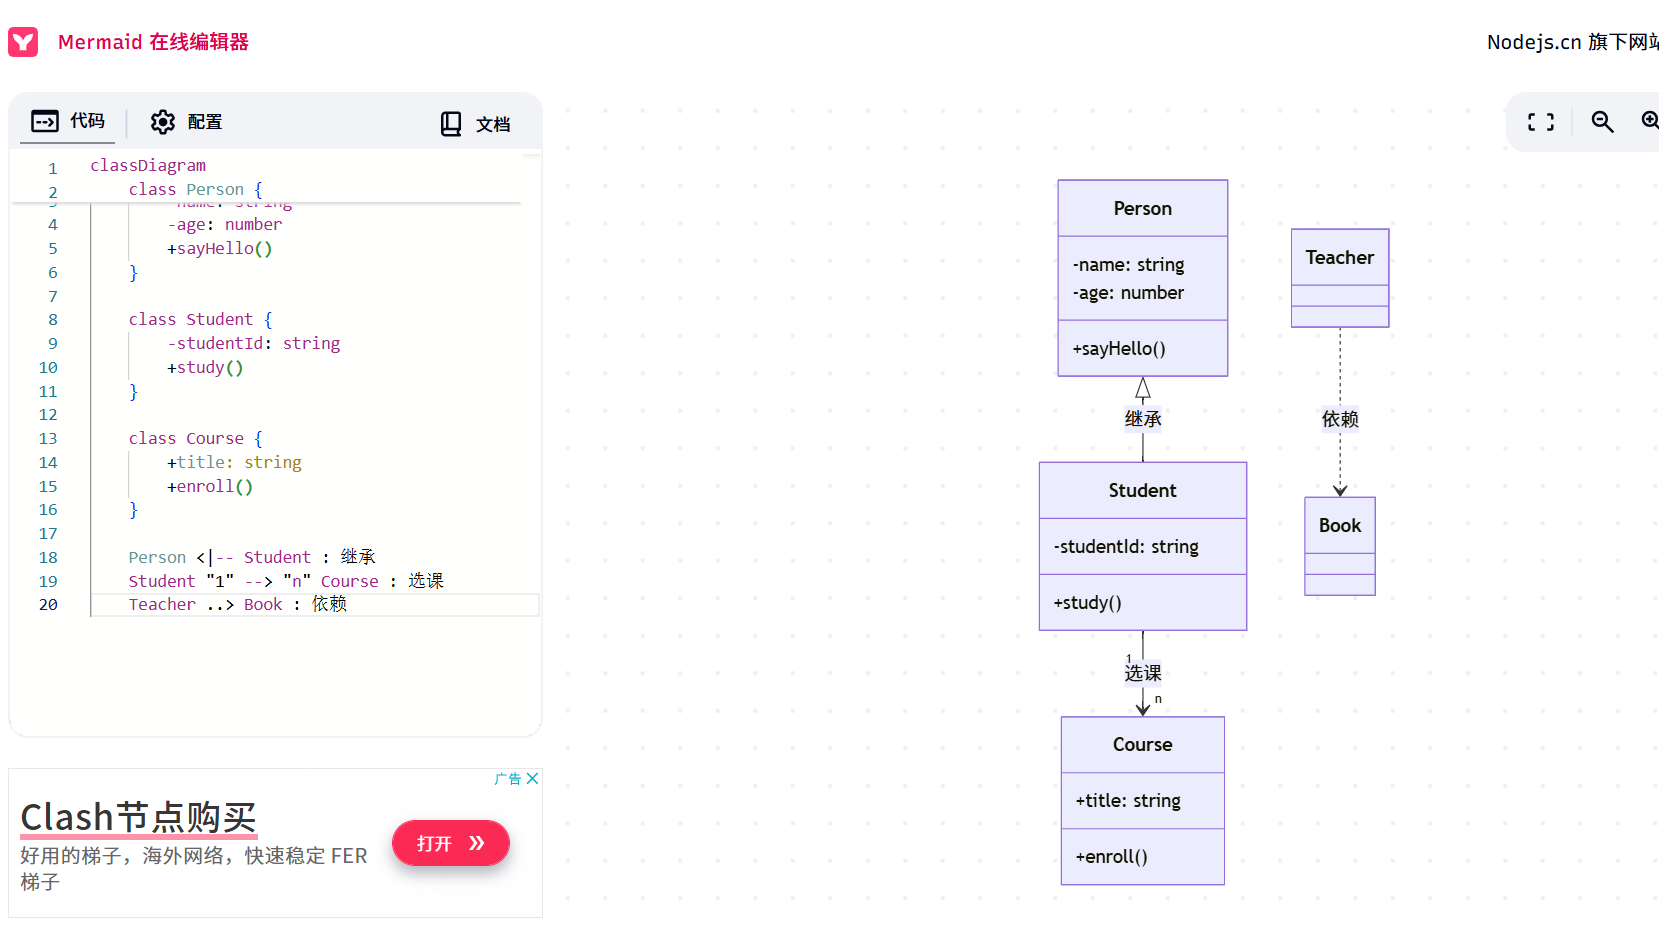 Mermaid 在线编辑器
Nodejs.cn 旗下网站
代码
配置
文档
1 classDiagram
2 class Person {
3 -name: string
4 -age: number
5 +sayHello()
6 }
7
8 class Student {
9 -studentId: string
10 +study()
11 }
12
13 class Course {
14 +title: string
15 +enroll()
16 }
17
18 Person <|-- Student : 继承
19 Student "1" --> "n" Course : 选课
20 Teacher ..> Book : 依赖
广告
Clash节点购买
好用的梯子，海外网络，快速稳定 FER
梯子
打开
Person
-name: string
-age: number
+sayHello()
继承
Student
-studentId: string
+study()
1
选课
n
Course
+title: string
+enroll()
Teacher
依赖
Book